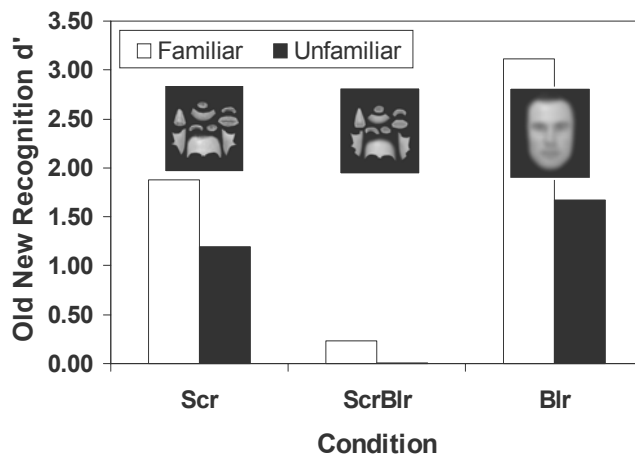 Old New Recognition d'
3.50
3.00
2.50
2.00
1.50
1.00
0.50
0.00
Familiar Unfamiliar
Scr ScrBlr Blr
Condition